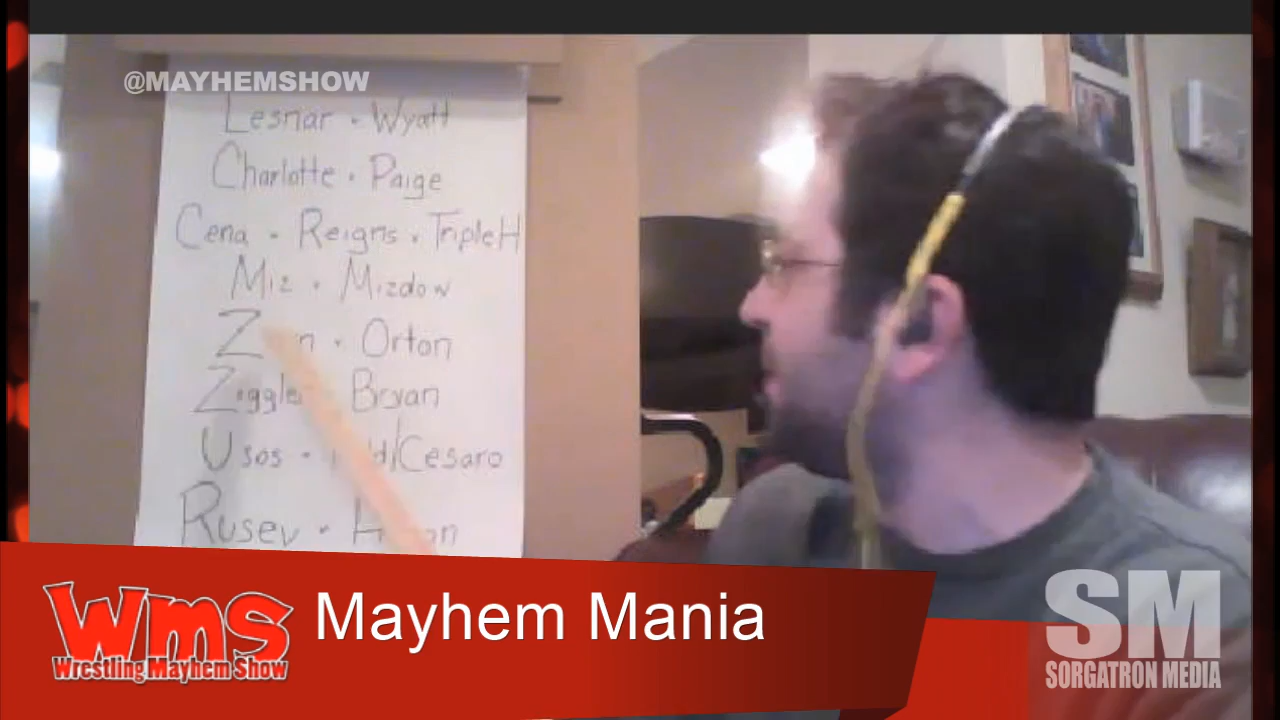 @MAYHEMSHOW
Lesnar • Wyatt
Charlotte • Paige
Cena • Reigns • TripleH
Miz • Mizdow
• Orton
Bryan
Usos • /Cesaro
Rusev •
Wms
Wrestling Mayhem Show
Mayhem Mania
SM
SORGATRON MEDIA